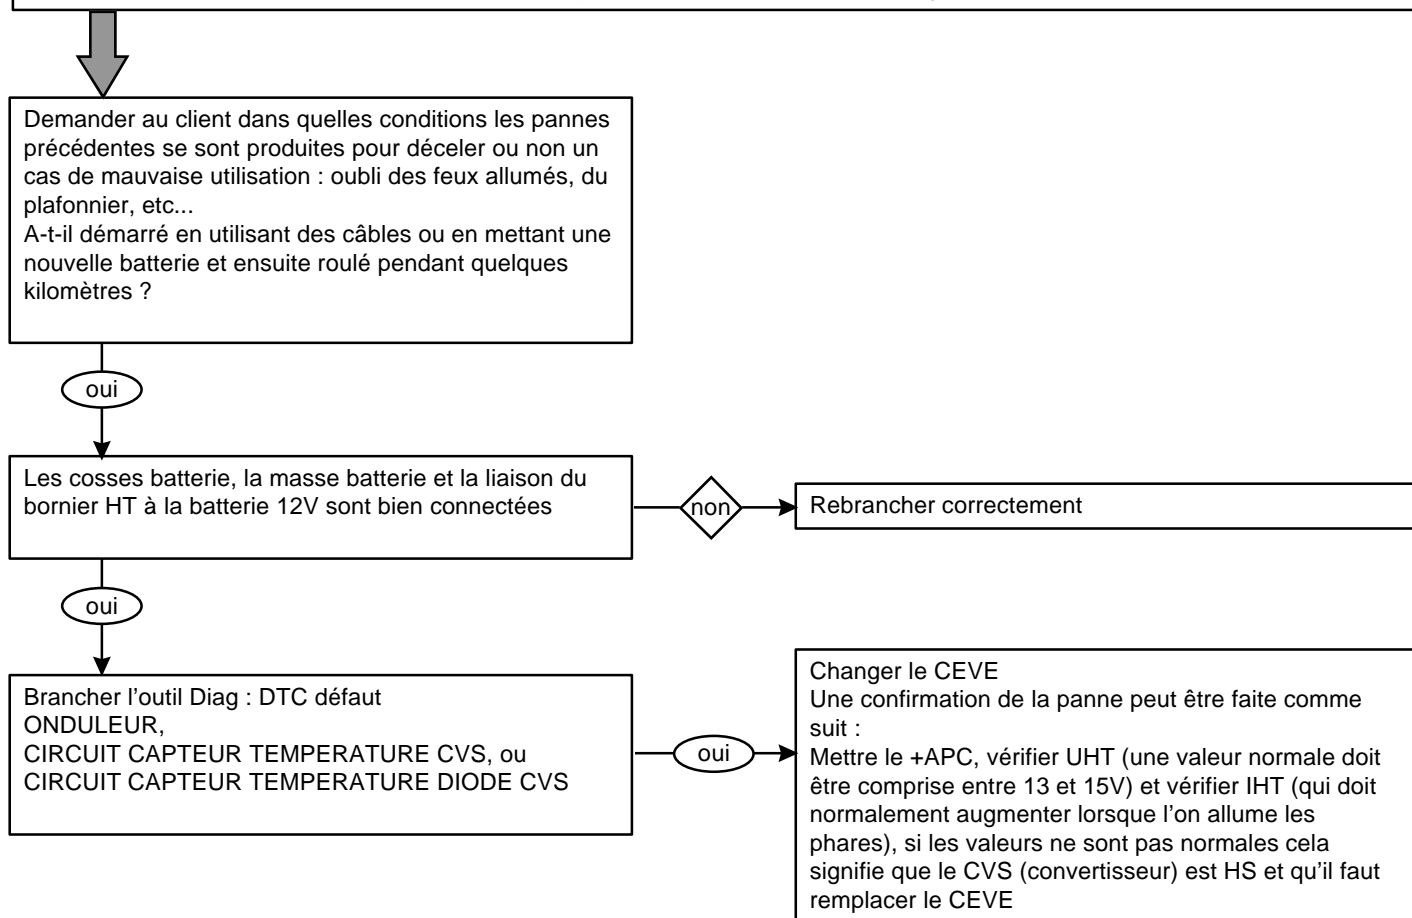 Demander au client dans quelles conditions les pannes
précédentes se sont produites pour déceler ou non un
cas de mauvaise utilisation : oubli des feux allumés, du
plafonnier, etc...
A-t-il démarré en utilisant des câbles ou en mettant une
nouvelle batterie et ensuite roulé pendant quelques
kilomètres ?
oui
Les cosses batterie, la masse batterie et la liaison du
bornier HT à la batterie 12V sont bien connectées
non
Rebrancher correctement
oui
Brancher l'outil Diag : DTC défaut
ONDULEUR,
CIRCUIT CAPTEUR TEMPERATURE CVS, ou
CIRCUIT CAPTEUR TEMPERATURE DIODE CVS
oui
Changer le CEVE
Une confirmation de la panne peut être faite comme
suit :
Mettre le +APC, vérifier UHT (une valeur normale doit
être comprise entre 13 et 15V) et vérifier IHT (qui doit
normalement augmenter lorsque l'on allume les
phares), si les valeurs ne sont pas normales cela
signifie que le CVS (convertisseur) est HS et qu'il faut
remplacer le CEVE